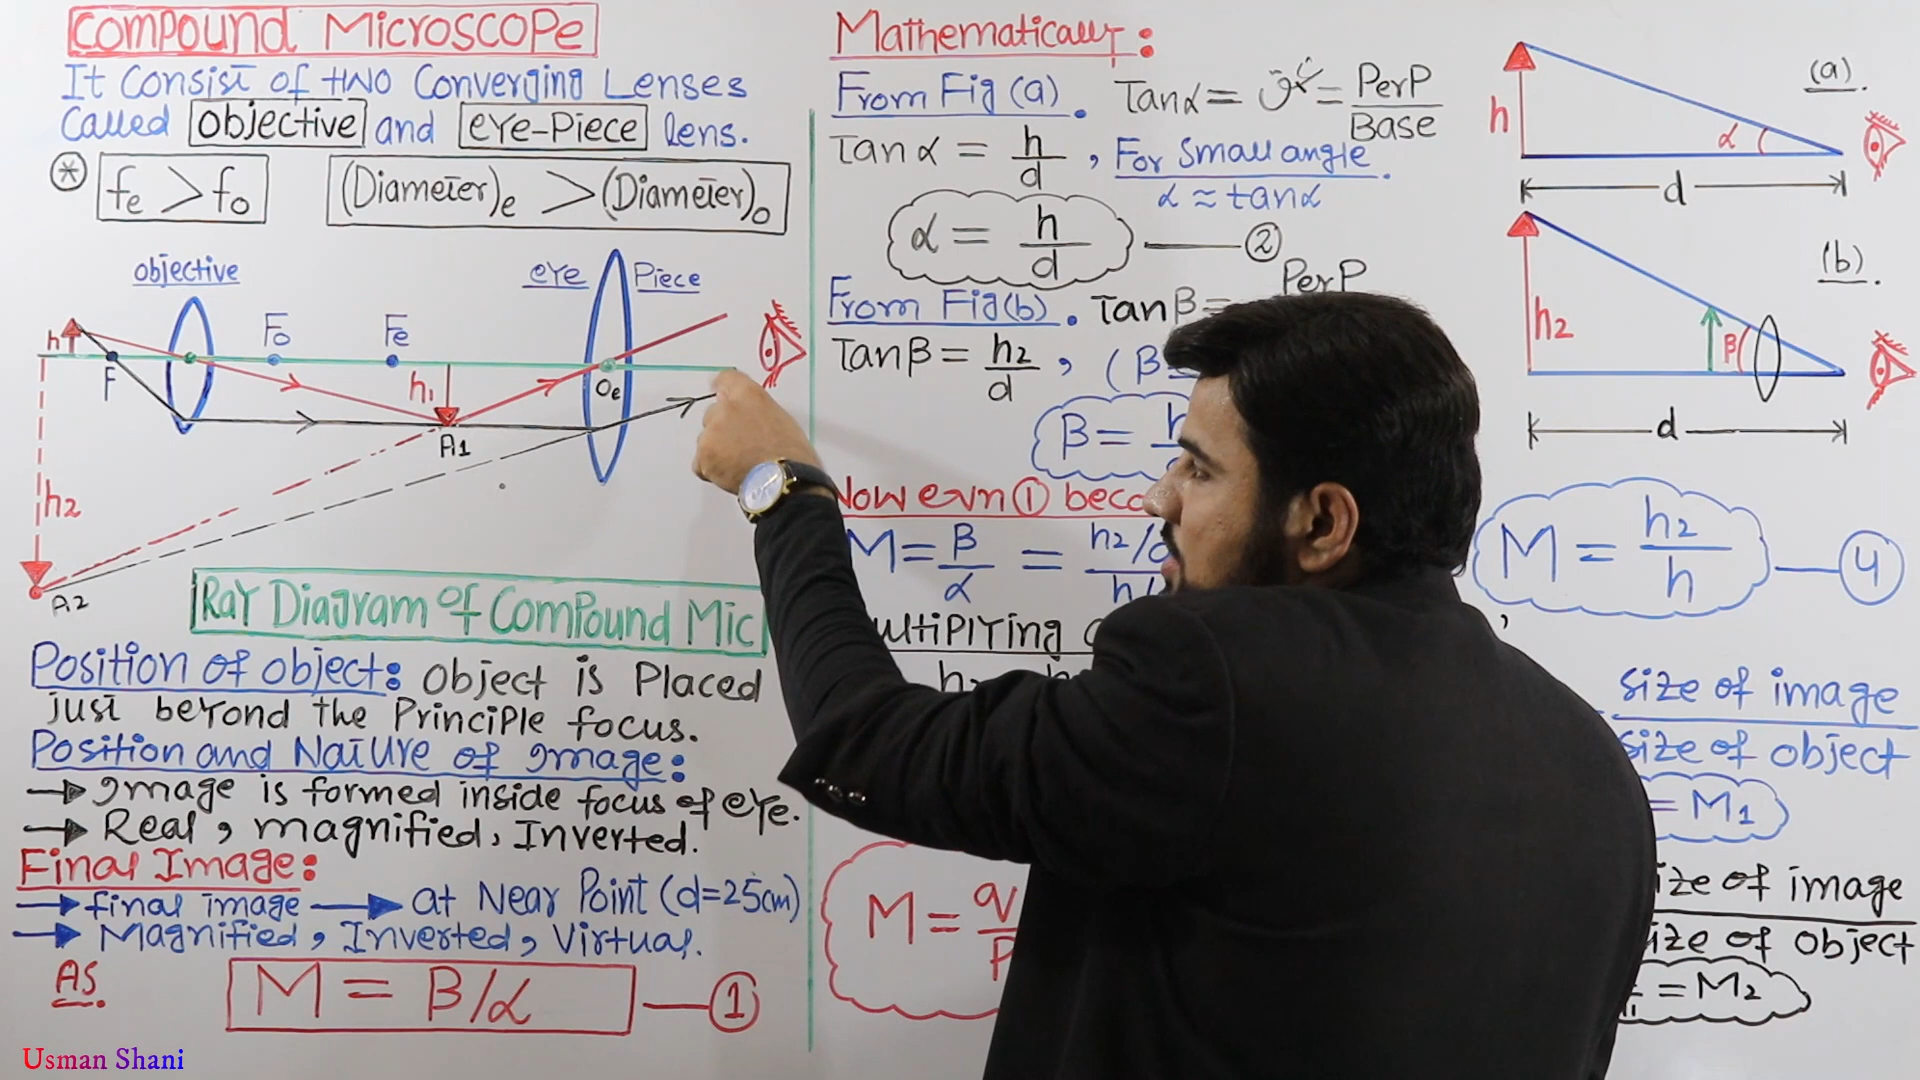 Compound Microscope
It Consist of two Converging Lenses
Called objective and eye-Piece lens.
* fe > fo (Diameter)e > (Diameter)o
objective eye Piece
h F Fo Fe h1 Oe
A1
h2
A2
Ray Diagram of Compound Mic
Position of object: object is Placed
just beyond the Principle focus.
Position and Nature of Image:
→ Image is formed inside focus of eye.
→ Real, magnified, Inverted.
Final Image:
→ final image → at Near Point (d=25cm)
→ Magnified, Inverted, Virtual.
As M = β/α — 1
Usman Shani
Mathematically:
From Fig (a). Tanα = = PerP/Base
Tan α = h/d, For Small angle.
α ≈ tanα
α = h/d — 2
From Fig(b). Tanβ = PerP
Tanβ = h2/d, (β
β =
Now eqn 1
M = β/α = h2/
h/
h (a).
α
d
h2 β (b).
d
M = h2/h — 4
size of image
size of object
= M1
size of image
size of object
= M2
M = q
P